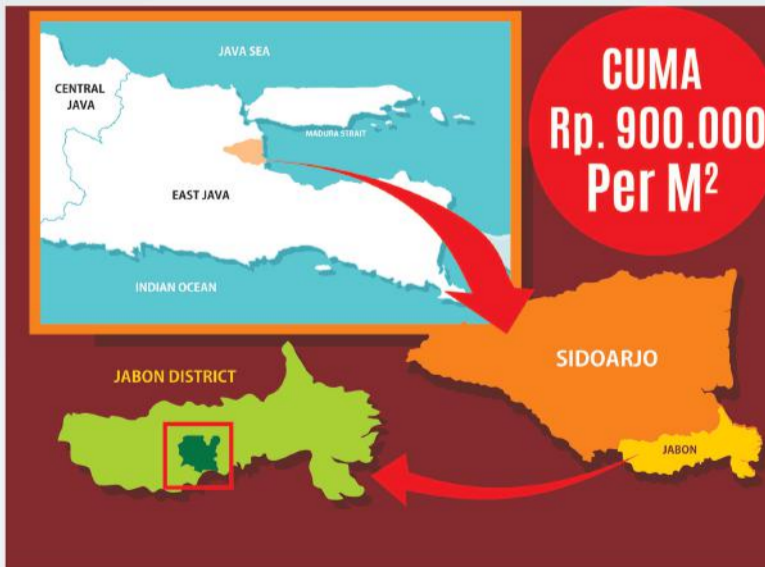 JAVA SEA
CENTRAL
JAVA
MADURA STRAIT
EAST JAVA
INDIAN OCEAN
CUMA
Rp. 900.000
Per M²
SIDOARJO
JABON
JABON DISTRICT